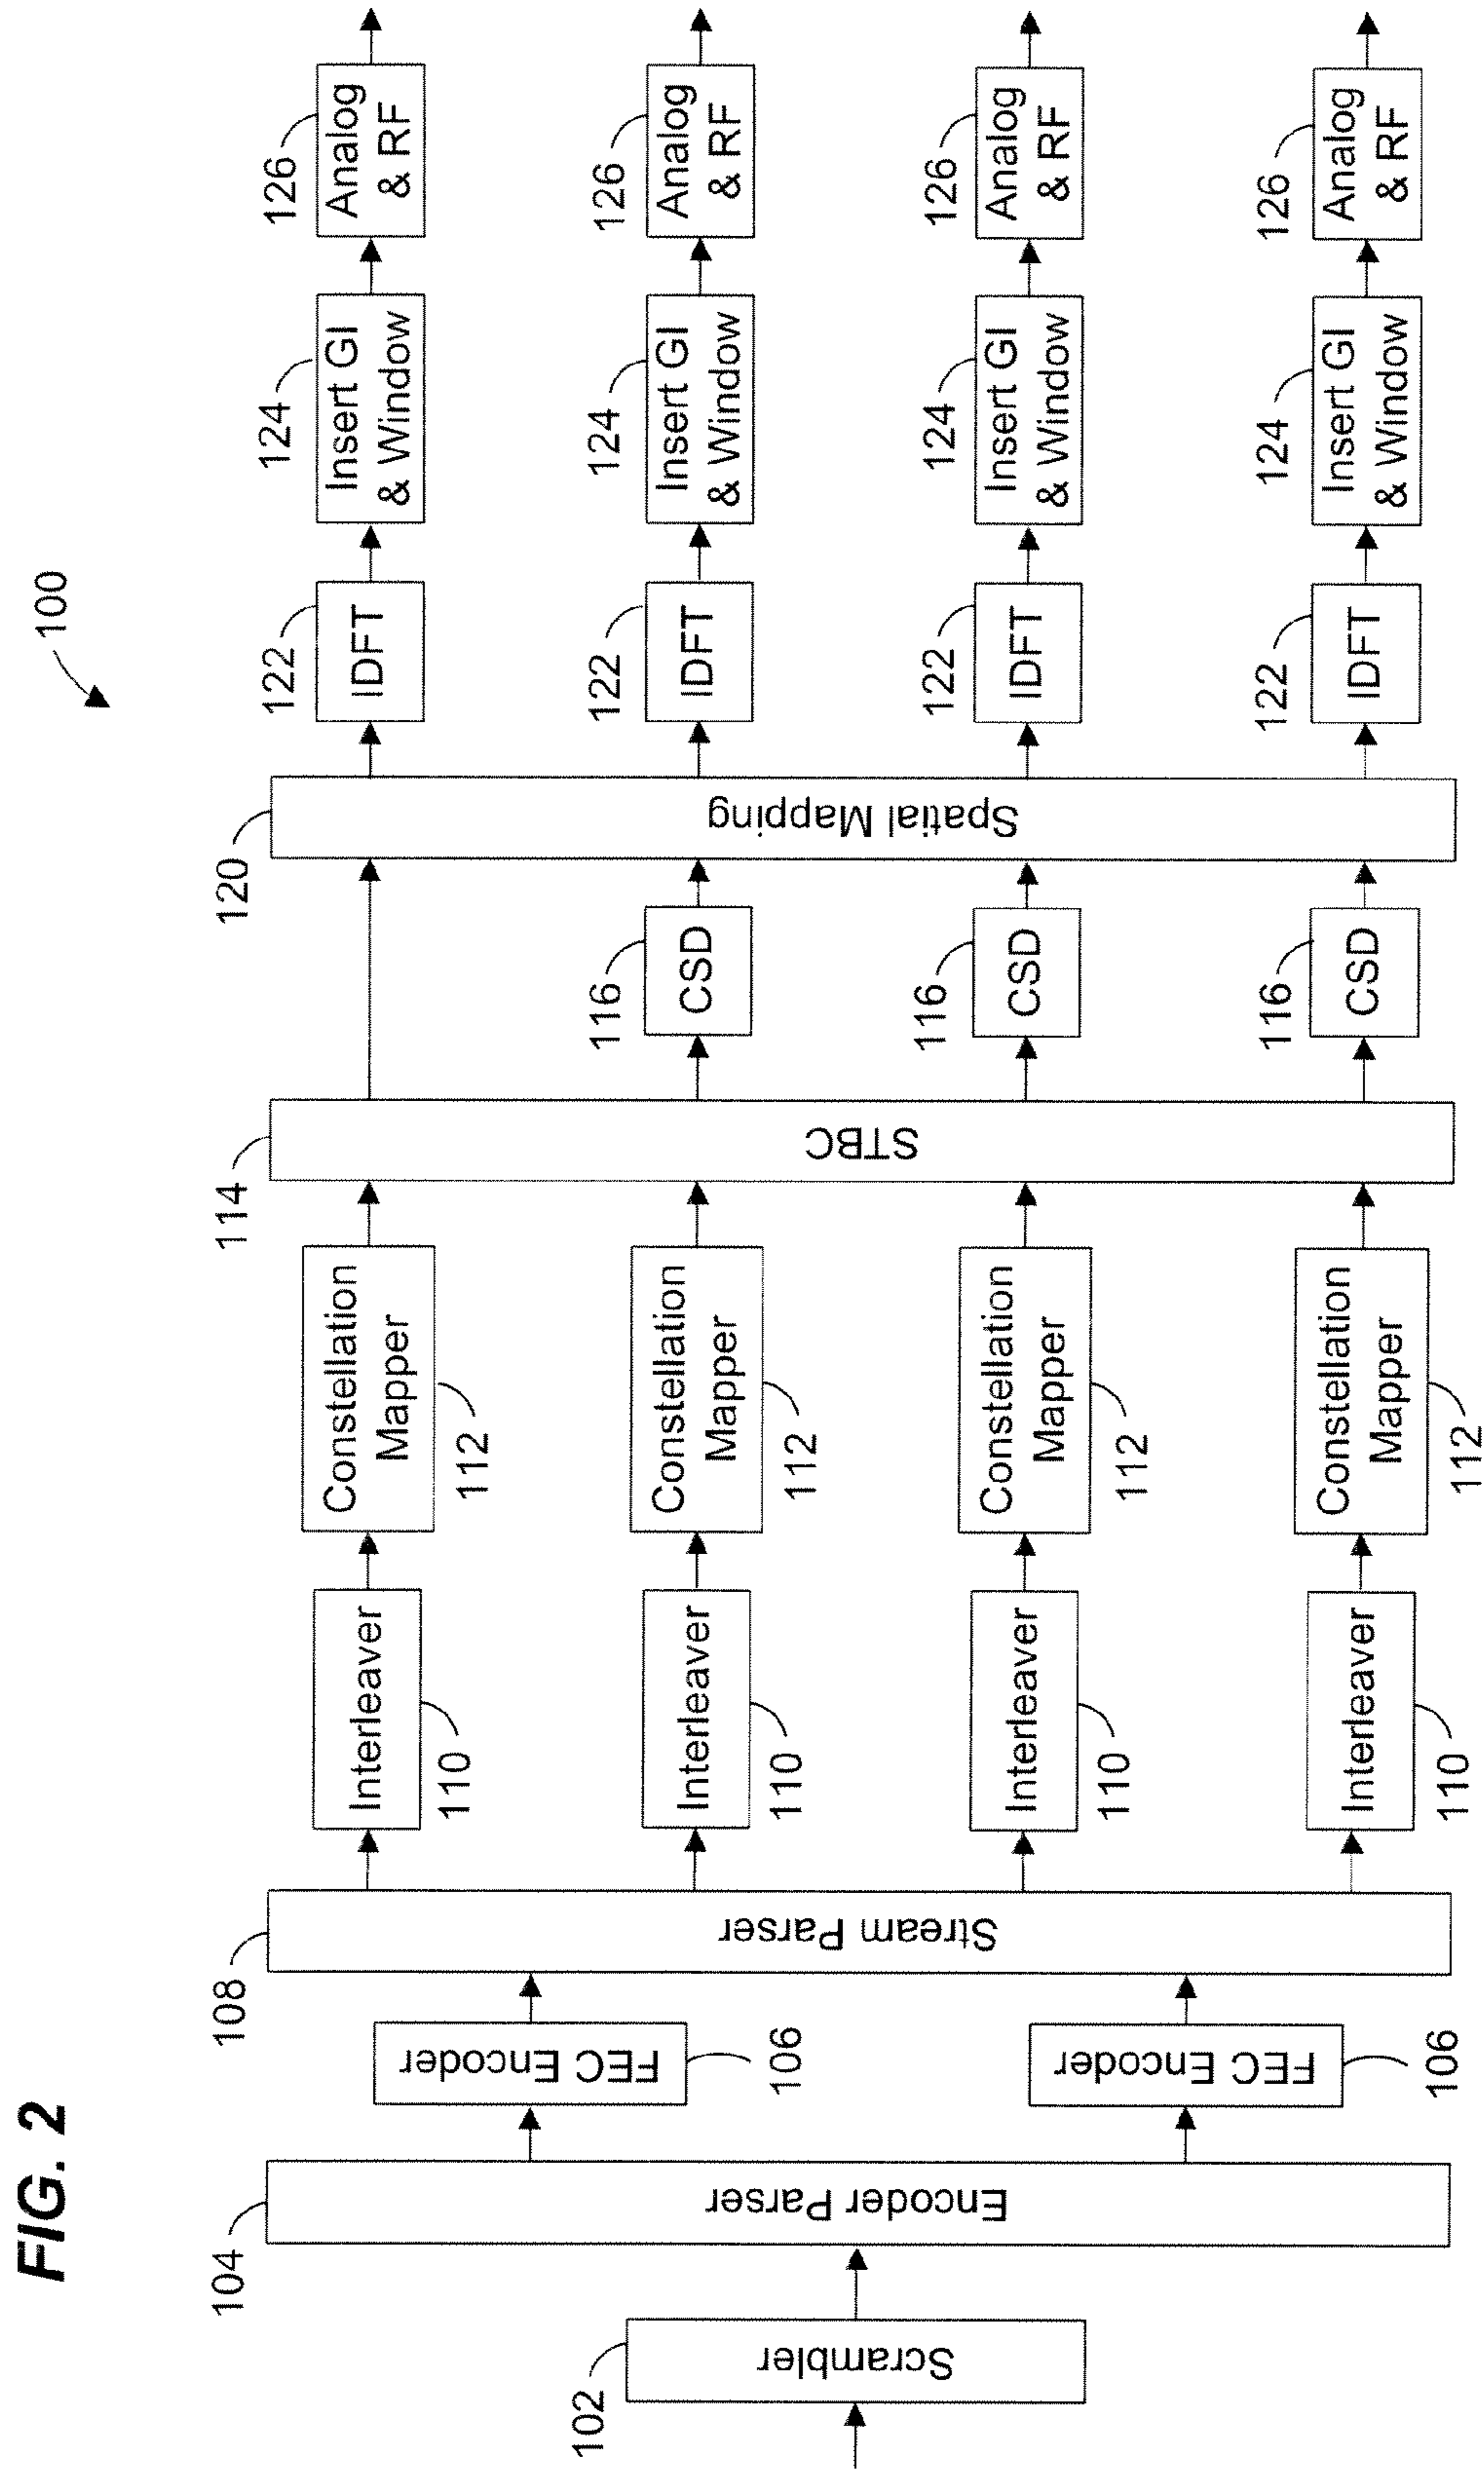 FIG. 2
100
102
Scrambler
104
Encoder Parser
FEC Encoder
106
FEC Encoder
106
108
Stream Parser
Interleaver
110
Interleaver
110
Interleaver
110
Interleaver
110
Constellation
Mapper
112
Constellation
Mapper
112
Constellation
Mapper
112
Constellation
Mapper
112
114
STBC
116
CSD
116
CSD
116
CSD
120
Spatial Mapping
122
IDFT
122
IDFT
122
IDFT
122
IDFT
124
Insert GI
& Window
124
Insert GI
& Window
124
Insert GI
& Window
124
Insert GI
& Window
126
Analog
& RF
126
Analog
& RF
126
Analog
& RF
126
Analog
& RF